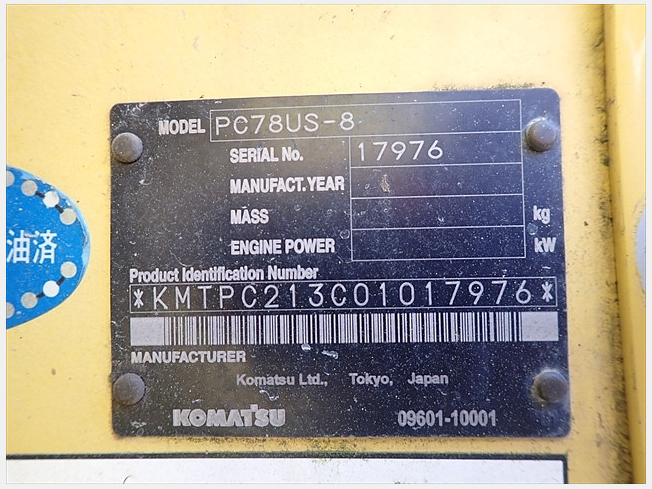 MODEL PC78US-8
SERIAL No. 17976
MANUFACT.YEAR
MASS kg
ENGINE POWER kW
Product Identification Number
*KMTPC213C01017976*
MANUFACTURER
Komatsu Ltd., Tokyo, Japan
KOMATSU 09601-10001
油済